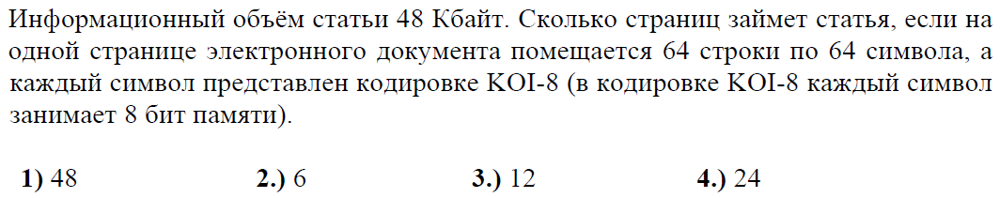 Информационный объём статьи 48 Кбайт. Сколько страниц займет статья, если на
одной странице электронного документа помещается 64 строки по 64 символа, а
каждый символ представлен кодировке KOI-8 (в кодировке KOI-8 каждый символ
занимает 8 бит памяти).
1) 48 2.) 6 3.) 12 4.) 24